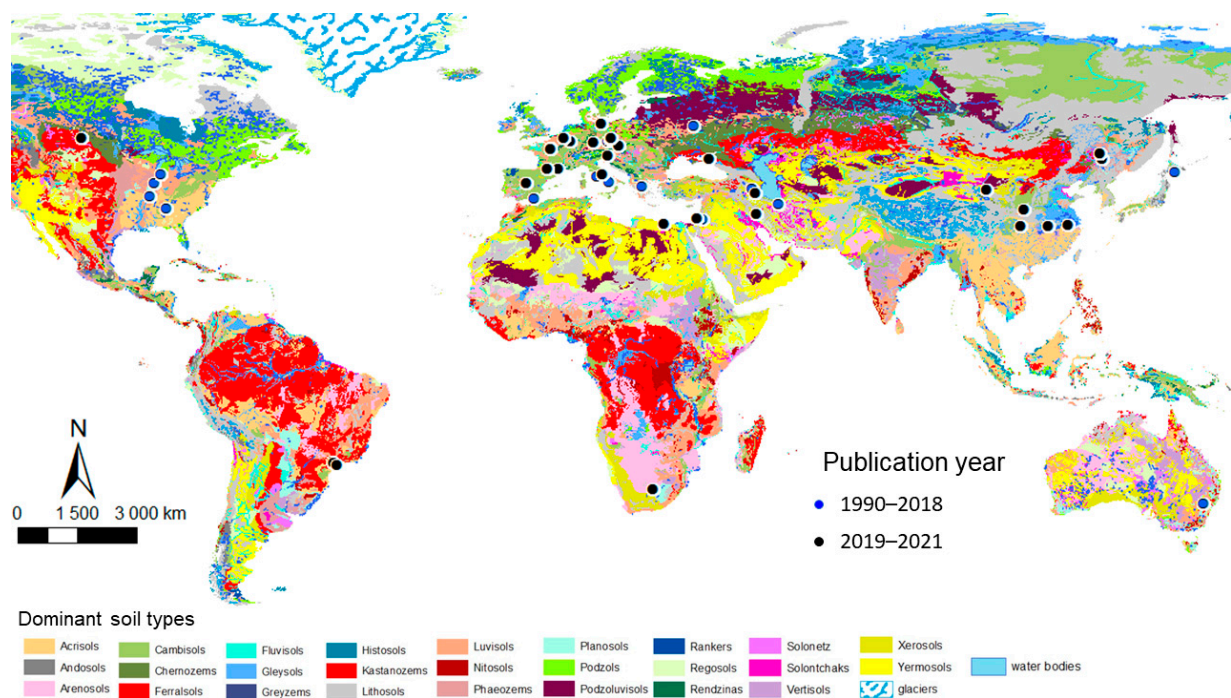 N
0 1 500 3 000 km
Publication year
1990–2018
2019–2021
Dominant soil types
Acrisols Cambisols Fluvisols Histosols Luvisols Planosols Rankers Solonetz Xerosols
Andosols Chernozems Gleysols Kastanozems Nitosols Podzols Regosols Solontchaks Yermosols water bodies
Arenosols Ferralsols Greyzems Lithosols Phaeozems Podzoluvisols Rendzinas Vertisols glaciers